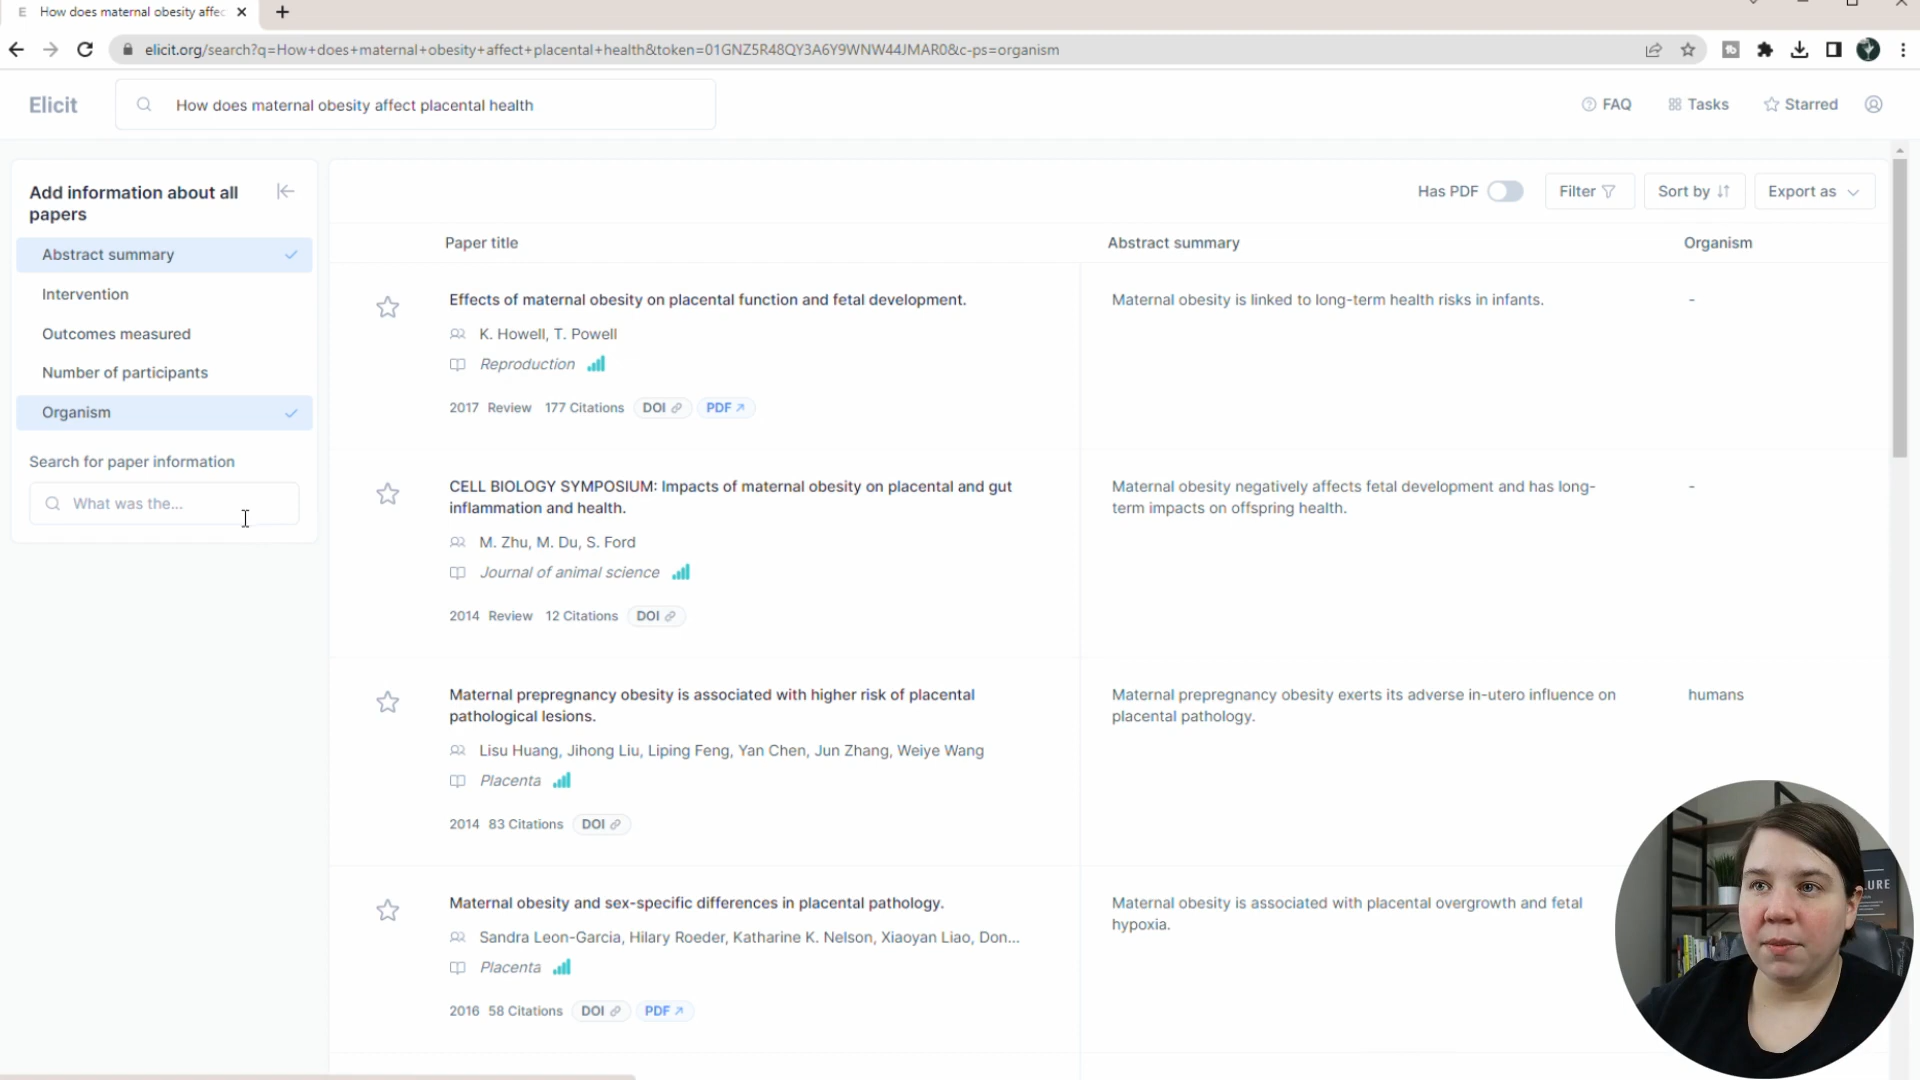 E How does maternal obesity affec
elicit.org/search?q=How+does+maternal+obesity+affect+placental+health&token=01GNZ5R48QY3A6Y9WNW44JMAR0&c-ps=organism
Elicit
How does maternal obesity affect placental health
FAQ
Tasks
Starred
Add information about all
papers
Abstract summary
Intervention
Outcomes measured
Number of participants
Organism
Search for paper information
What was the...
Has PDF
Filter
Sort by
Export as
Paper title
Abstract summary
Organism
Effects of maternal obesity on placental function and fetal development.
K. Howell, T. Powell
Reproduction
2017 Review 177 Citations DOI PDF
Maternal obesity is linked to long-term health risks in infants.
-
CELL BIOLOGY SYMPOSIUM: Impacts of maternal obesity on placental and gut
inflammation and health.
M. Zhu, M. Du, S. Ford
Journal of animal science
2014 Review 12 Citations DOI
Maternal obesity negatively affects fetal development and has long-
term impacts on offspring health.
-
Maternal prepregnancy obesity is associated with higher risk of placental
pathological lesions.
Lisu Huang, Jihong Liu, Liping Feng, Yan Chen, Jun Zhang, Weiye Wang
Placenta
2014 83 Citations DOI
Maternal prepregnancy obesity exerts its adverse in-utero influence on
placental pathology.
humans
Maternal obesity and sex-specific differences in placental pathology.
Sandra Leon-Garcia, Hilary Roeder, Katharine K. Nelson, Xiaoyan Liao, Don...
Placenta
2016 58 Citations DOI PDF
Maternal obesity is associated with placental overgrowth and fetal
hypoxia.
URE